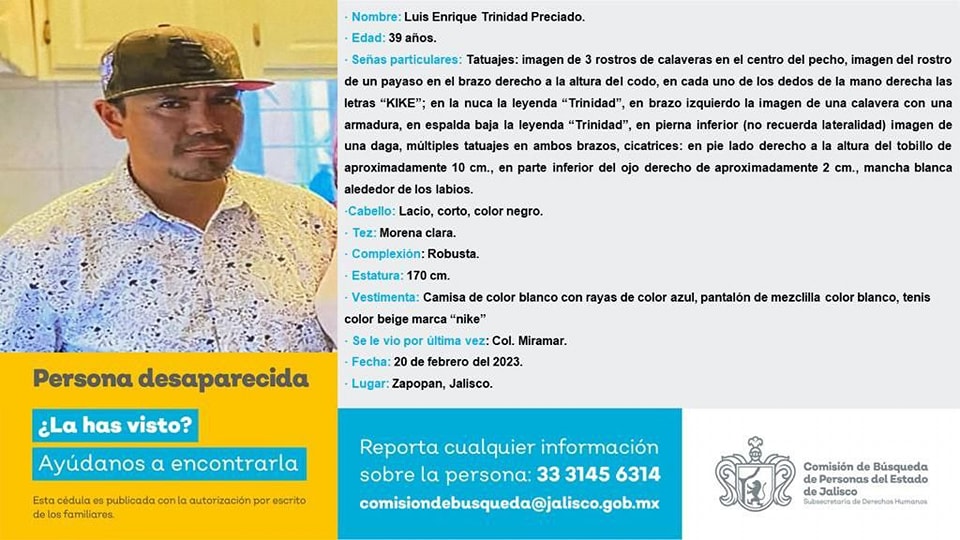 · Nombre: Luis Enrique Trinidad Preciado.
· Edad: 39 años.
· Señas particulares: Tatuajes: imagen de 3 rostros de calaveras en el centro del pecho, imagen del rostro
de un payaso en el brazo derecho a la altura del codo, en cada uno de los dedos de la mano derecha las
letras “KIKE”; en la nuca la leyenda “Trinidad”, en brazo izquierdo la imagen de una calavera con una
armadura, en espalda baja la leyenda “Trinidad”, en pierna inferior (no recuerda lateralidad) imagen de
una daga, múltiples tatuajes en ambos brazos, cicatrices: en pie lado derecho a la altura del tobillo de
aproximadamente 10 cm., en parte inferior del ojo derecho de aproximadamente 2 cm., mancha blanca
alededor de los labios.
·Cabello: Lacio, corto, color negro.
· Tez: Morena clara.
· Complexión: Robusta.
· Estatura: 170 cm.
· Vestimenta: Camisa de color blanco con rayas de color azul, pantalón de mezclilla color blanco, tenis
color beige marca “nike”
· Se le vio por última vez: Col. Miramar.
· Fecha: 20 de febrero del 2023.
· Lugar: Zapopan, Jalisco.
Persona desaparecida
¿La has visto?
Ayúdanos a encontrarla
Esta cédula es publicada con la autorización por escrito
de los familiares.
Reporta cualquier información
sobre la persona: 33 3145 6314
comisiondebusqueda@jalisco.gob.mx
Comisión de Búsqueda
de Personas del Estado
de Jalisco
Subsecretaría de Derechos Humanos